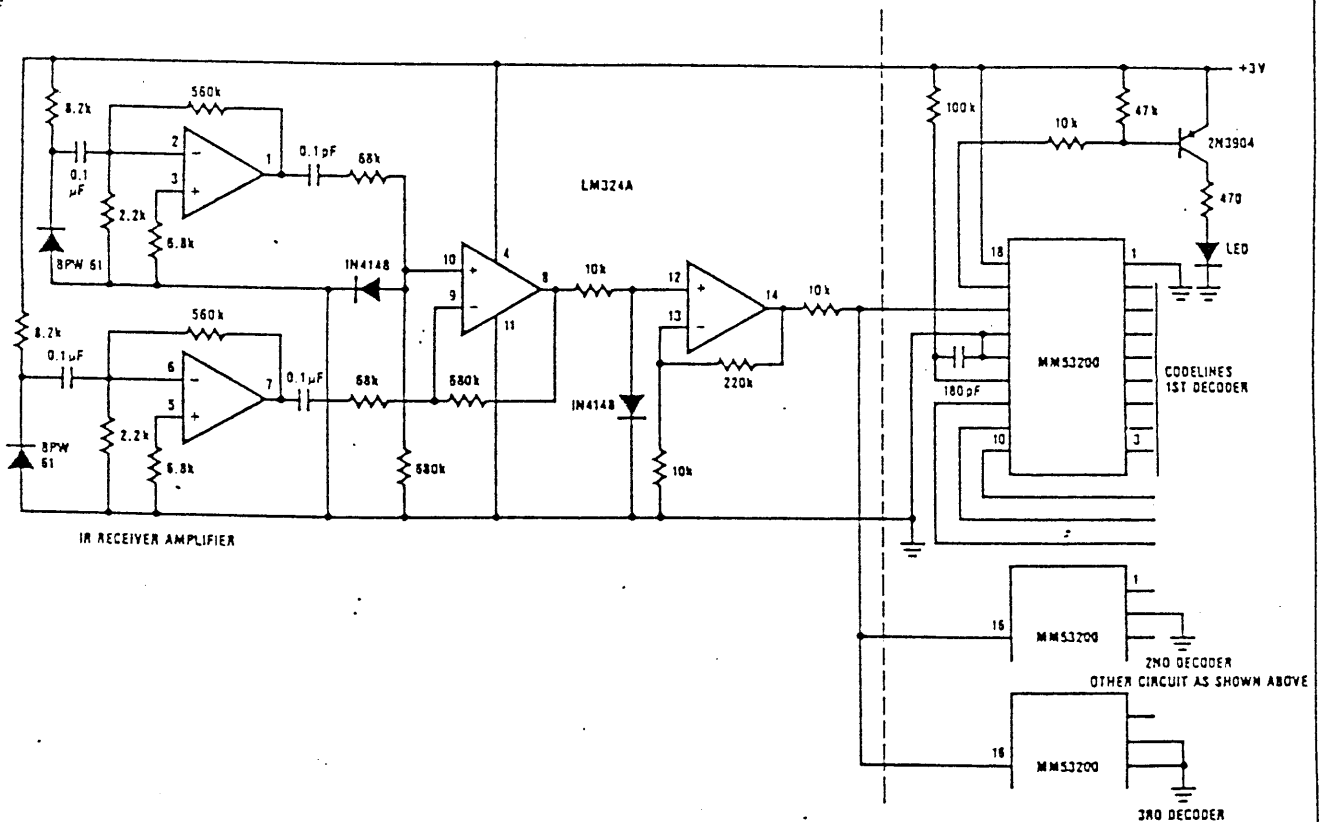 +3V
8.2k
560k
100k
47k
10k
2N3904
2
1
0.1pF
68k
0.1
µF
3
LM324A
470
2.2k
6.8k
BPW 61
LED
18
1
IN4148
10
4
8
10k
12
14
10k
9
13
11
8.2k
560k
0.1µF
MM53200
CODELINES
1ST DECODER
6
7
0.1µF
68k
680k
220k
180pF
5
IN4148
2.2k
6.8k
BPW
61
680k
10k
10
3
IR RECEIVER AMPLIFIER
1
16
MM53200
2ND DECODER
OTHER CIRCUIT AS SHOWN ABOVE
16
MM53200
3RD DECODER